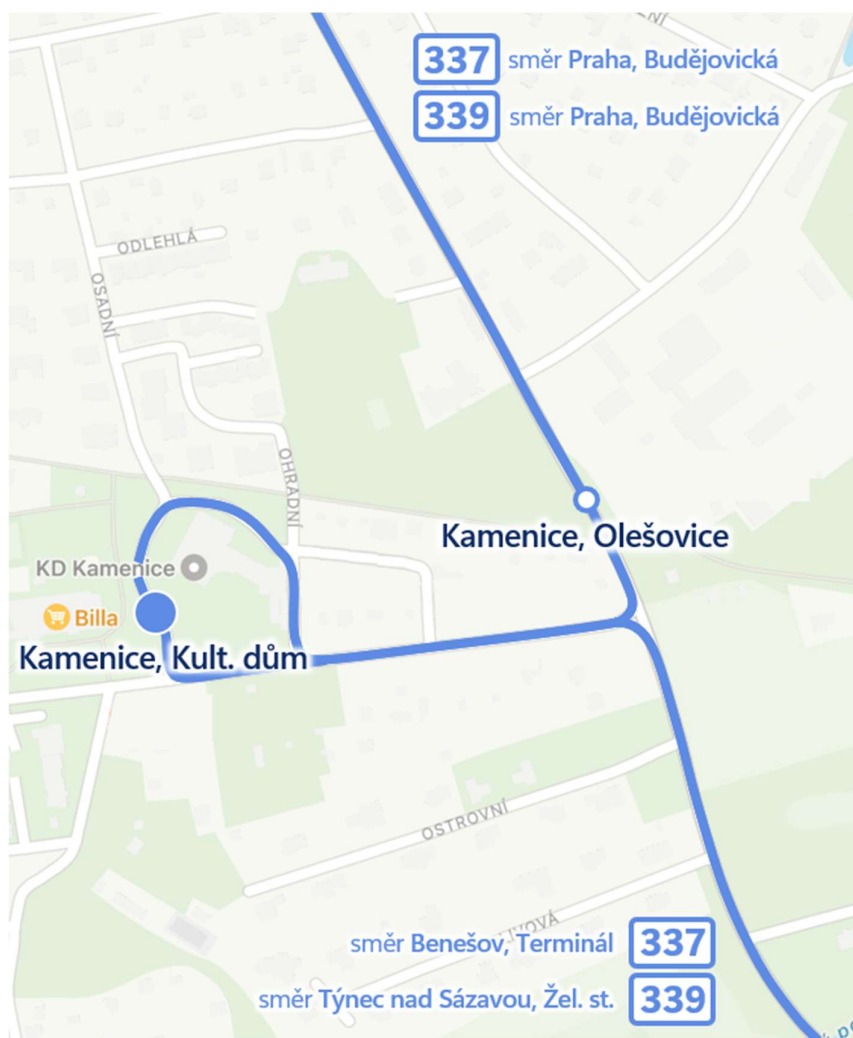 337 směr Praha, Budějovická
339 směr Praha, Budějovická
ODLEHLÁ
OSADNÍ
OHRADNÍ
Kamenice, Olešovice
KD Kamenice
Billa
Kamenice, Kult. dům
OSTROVNÍ
směr Benešov, Terminál 337
směr Týnec nad Sázavou, Žel. st. 339